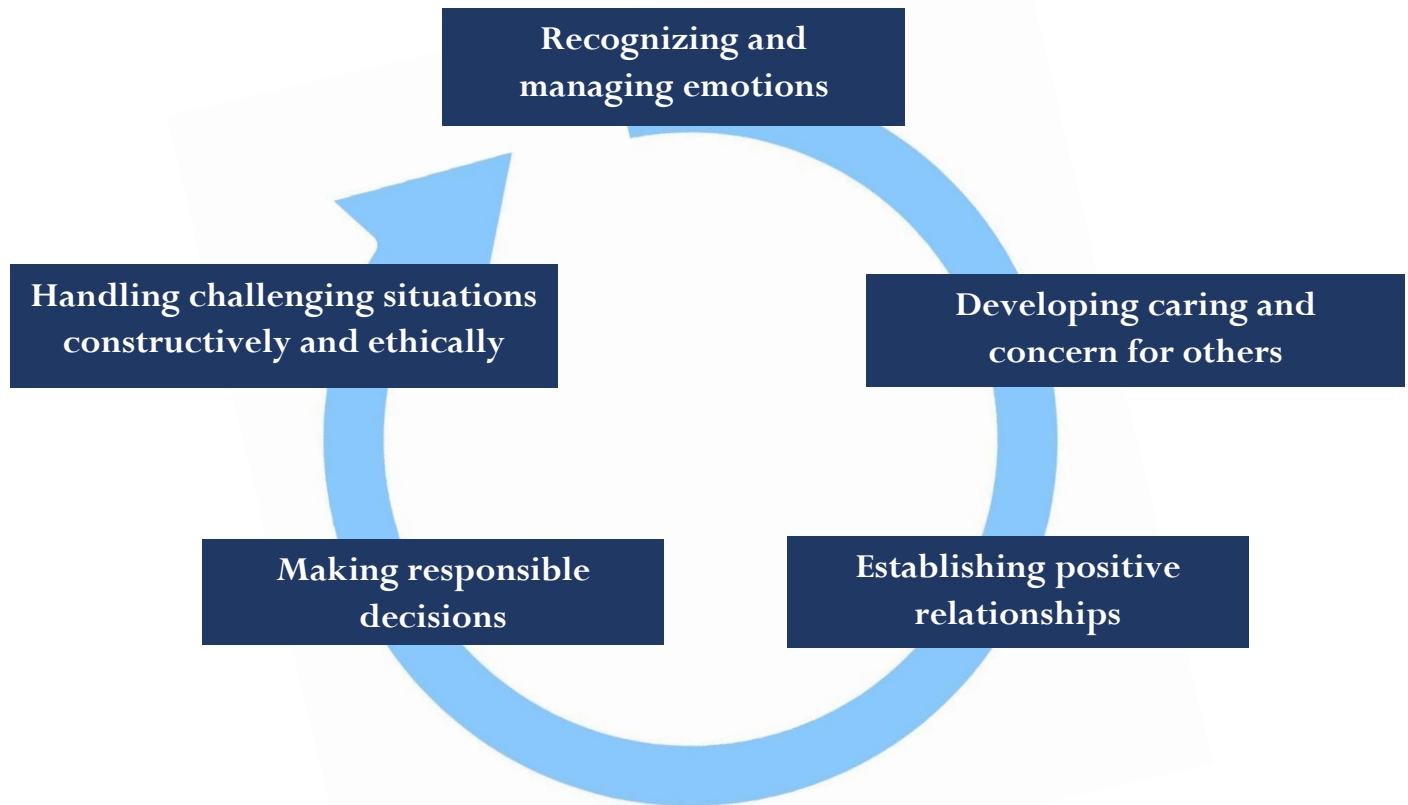 Recognizing and
managing emotions
Developing caring and
concern for others
Establishing positive
relationships
Making responsible
decisions
Handling challenging situations
constructively and ethically